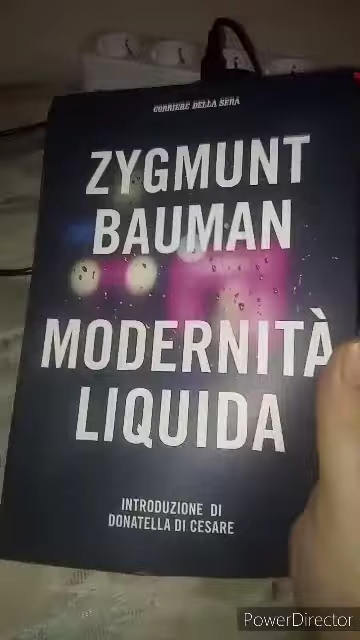 CORRIERE DELLA SERA
ZYGMUNT
BAUMAN
MODERNITÀ
LIQUIDA
INTRODUZIONE DI
DONATELLA DI CESARE
PowerDirector